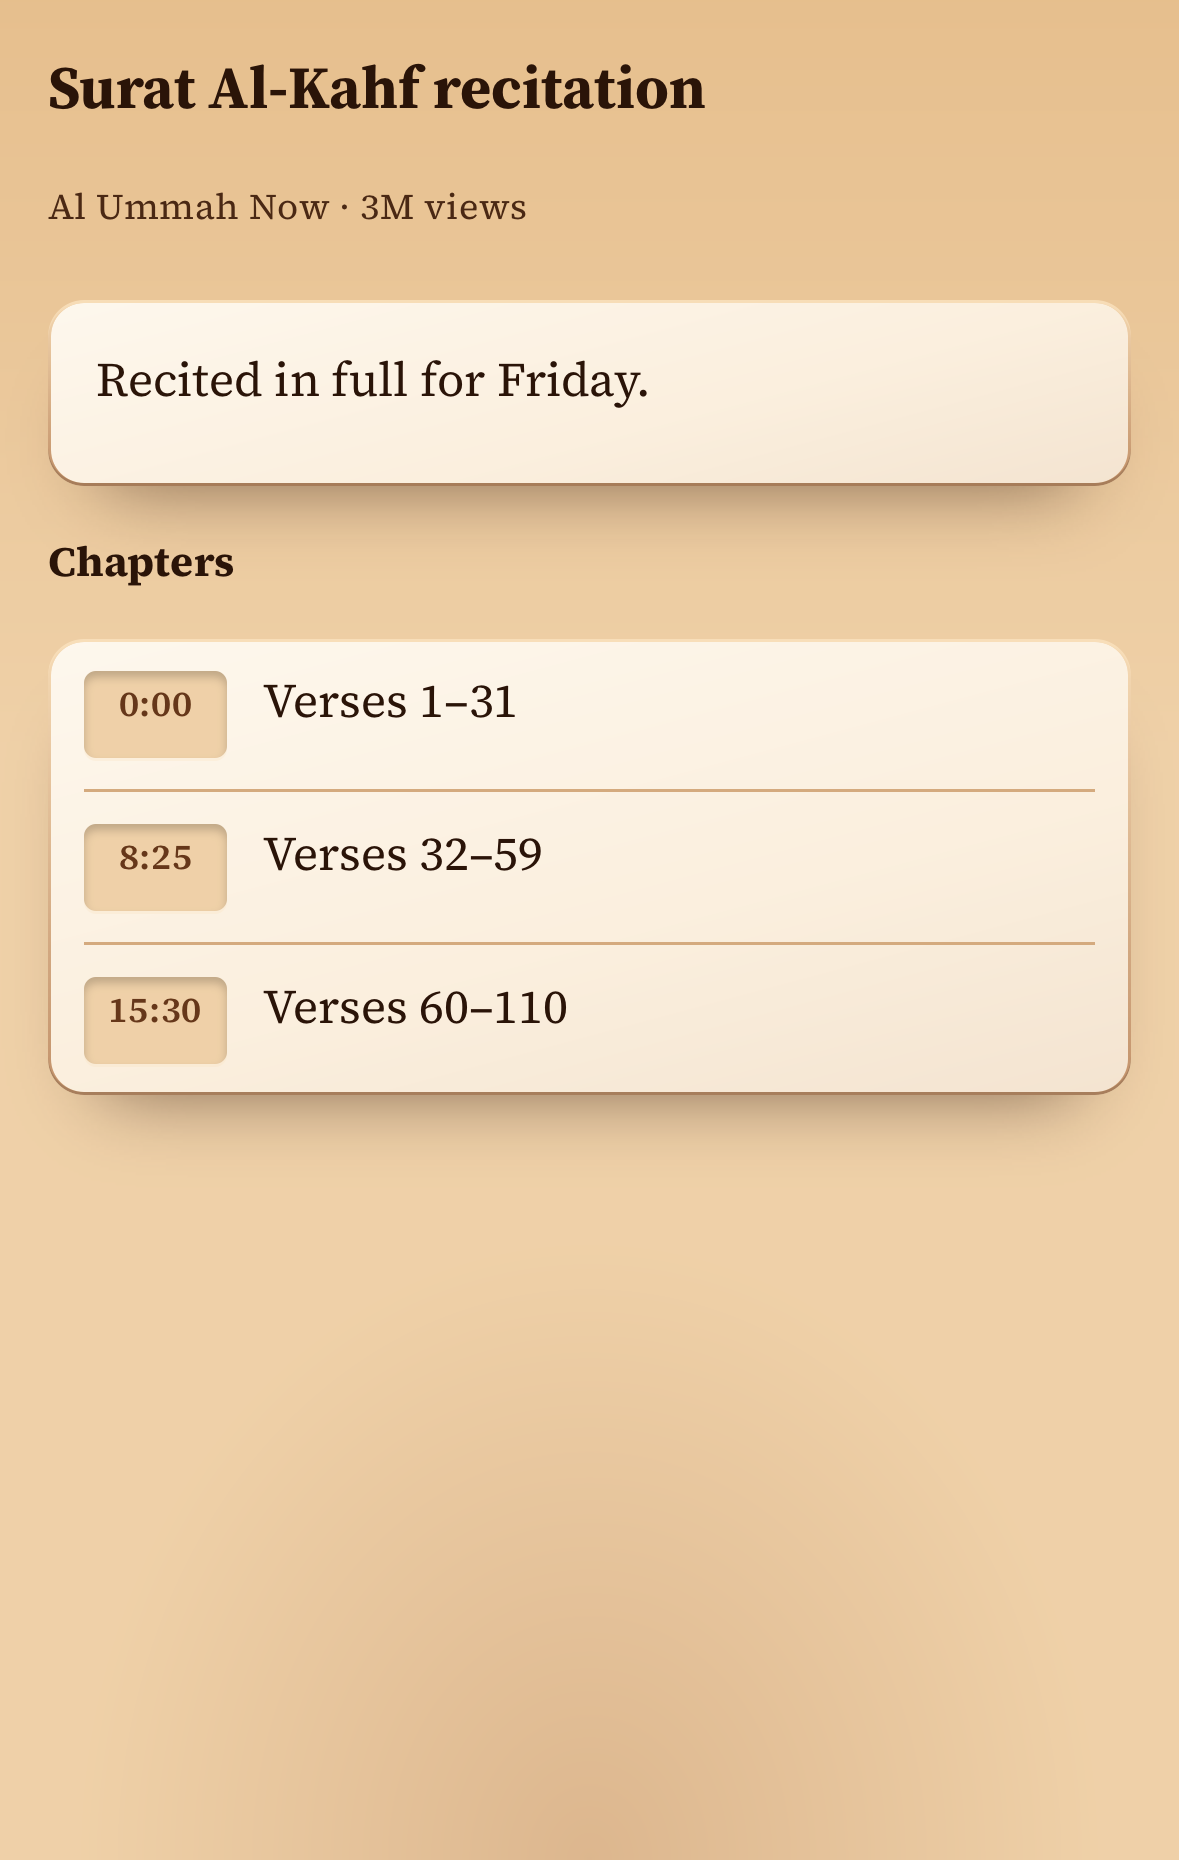 Surat Al-Kahf recitation
Al Ummah Now · 3M views
Recited in full for Friday.
Chapters
0:00 Verses 1–31
8:25 Verses 32–59
15:30 Verses 60–110